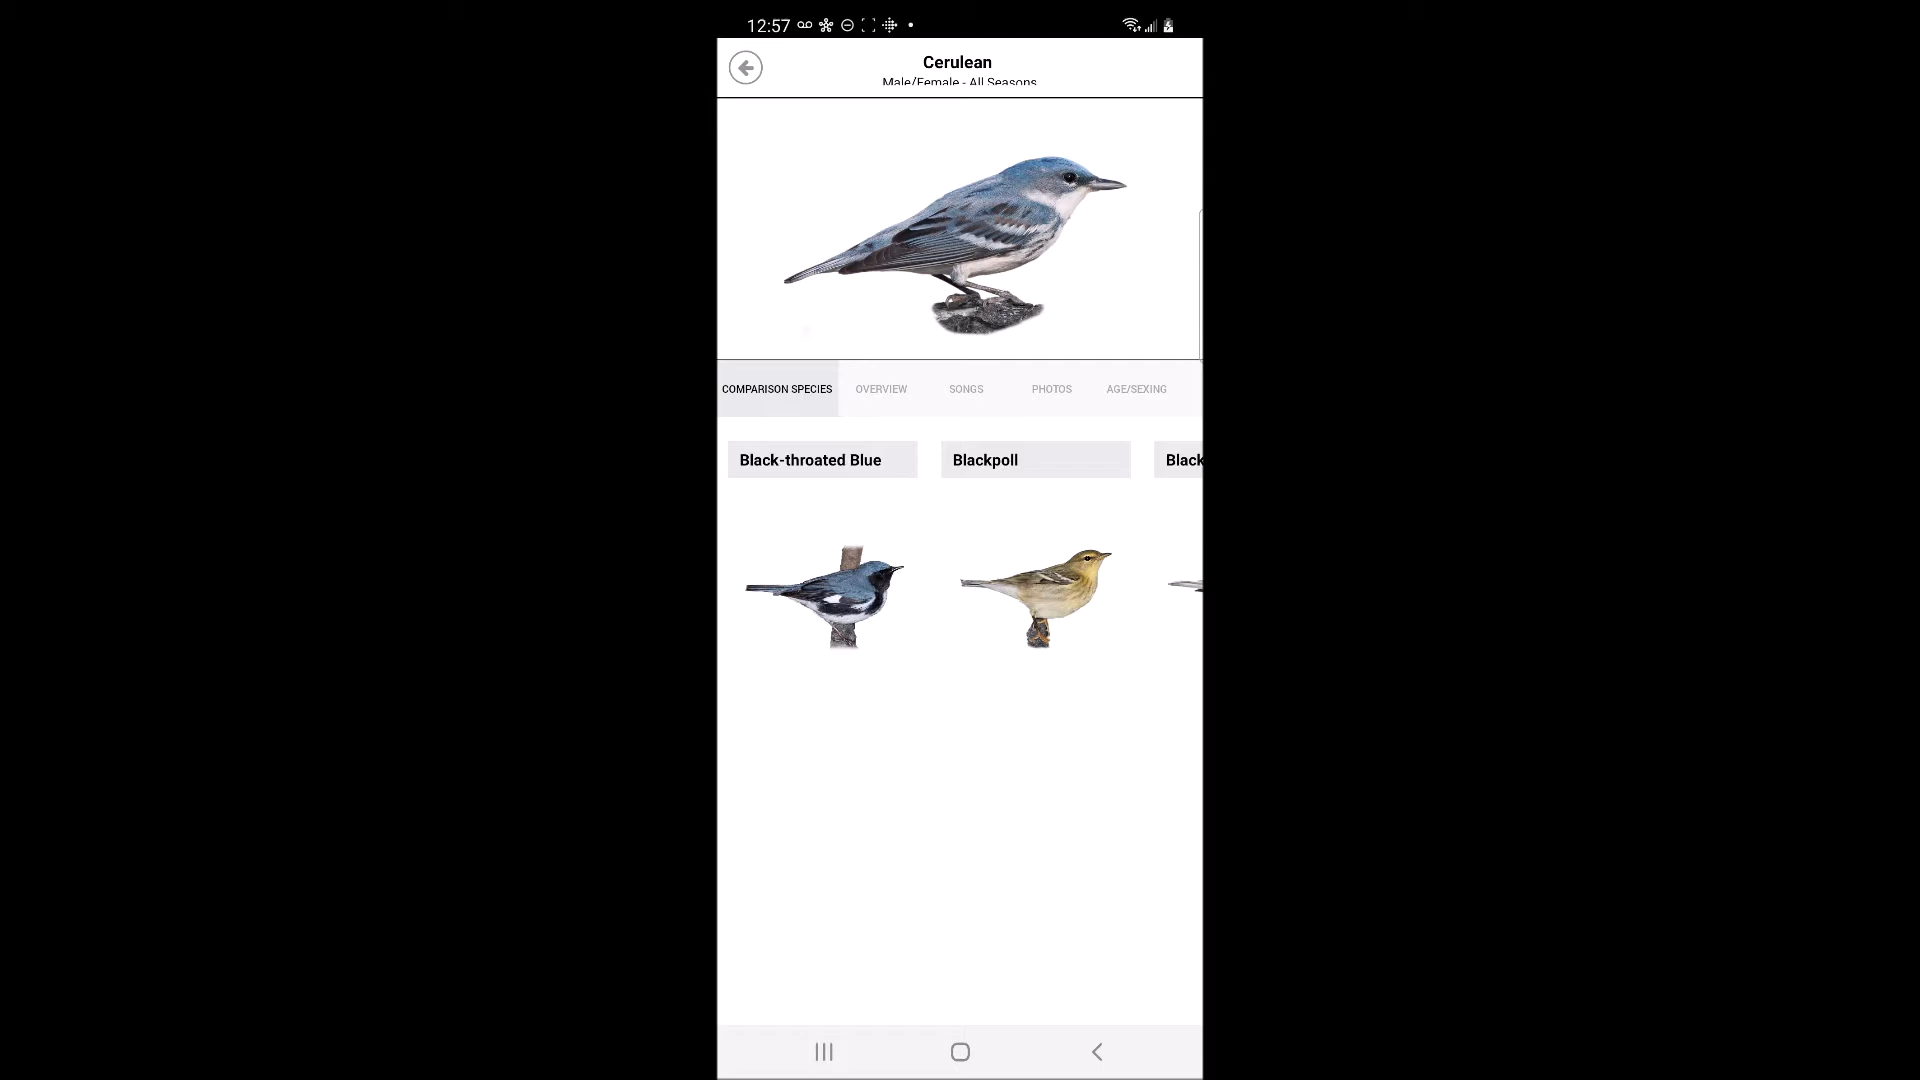 12:57
Cerulean
Male/Female - All Seasons
COMPARISON SPECIES OVERVIEW SONGS PHOTOS AGE/SEXING
Black-throated Blue Blackpoll Black